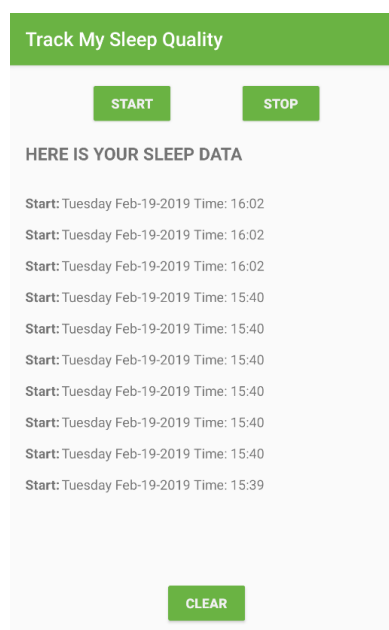 Track My Sleep Quality
START STOP
HERE IS YOUR SLEEP DATA
Start: Tuesday Feb-19-2019 Time: 16:02
Start: Tuesday Feb-19-2019 Time: 16:02
Start: Tuesday Feb-19-2019 Time: 16:02
Start: Tuesday Feb-19-2019 Time: 15:40
Start: Tuesday Feb-19-2019 Time: 15:40
Start: Tuesday Feb-19-2019 Time: 15:40
Start: Tuesday Feb-19-2019 Time: 15:40
Start: Tuesday Feb-19-2019 Time: 15:40
Start: Tuesday Feb-19-2019 Time: 15:40
Start: Tuesday Feb-19-2019 Time: 15:39
CLEAR